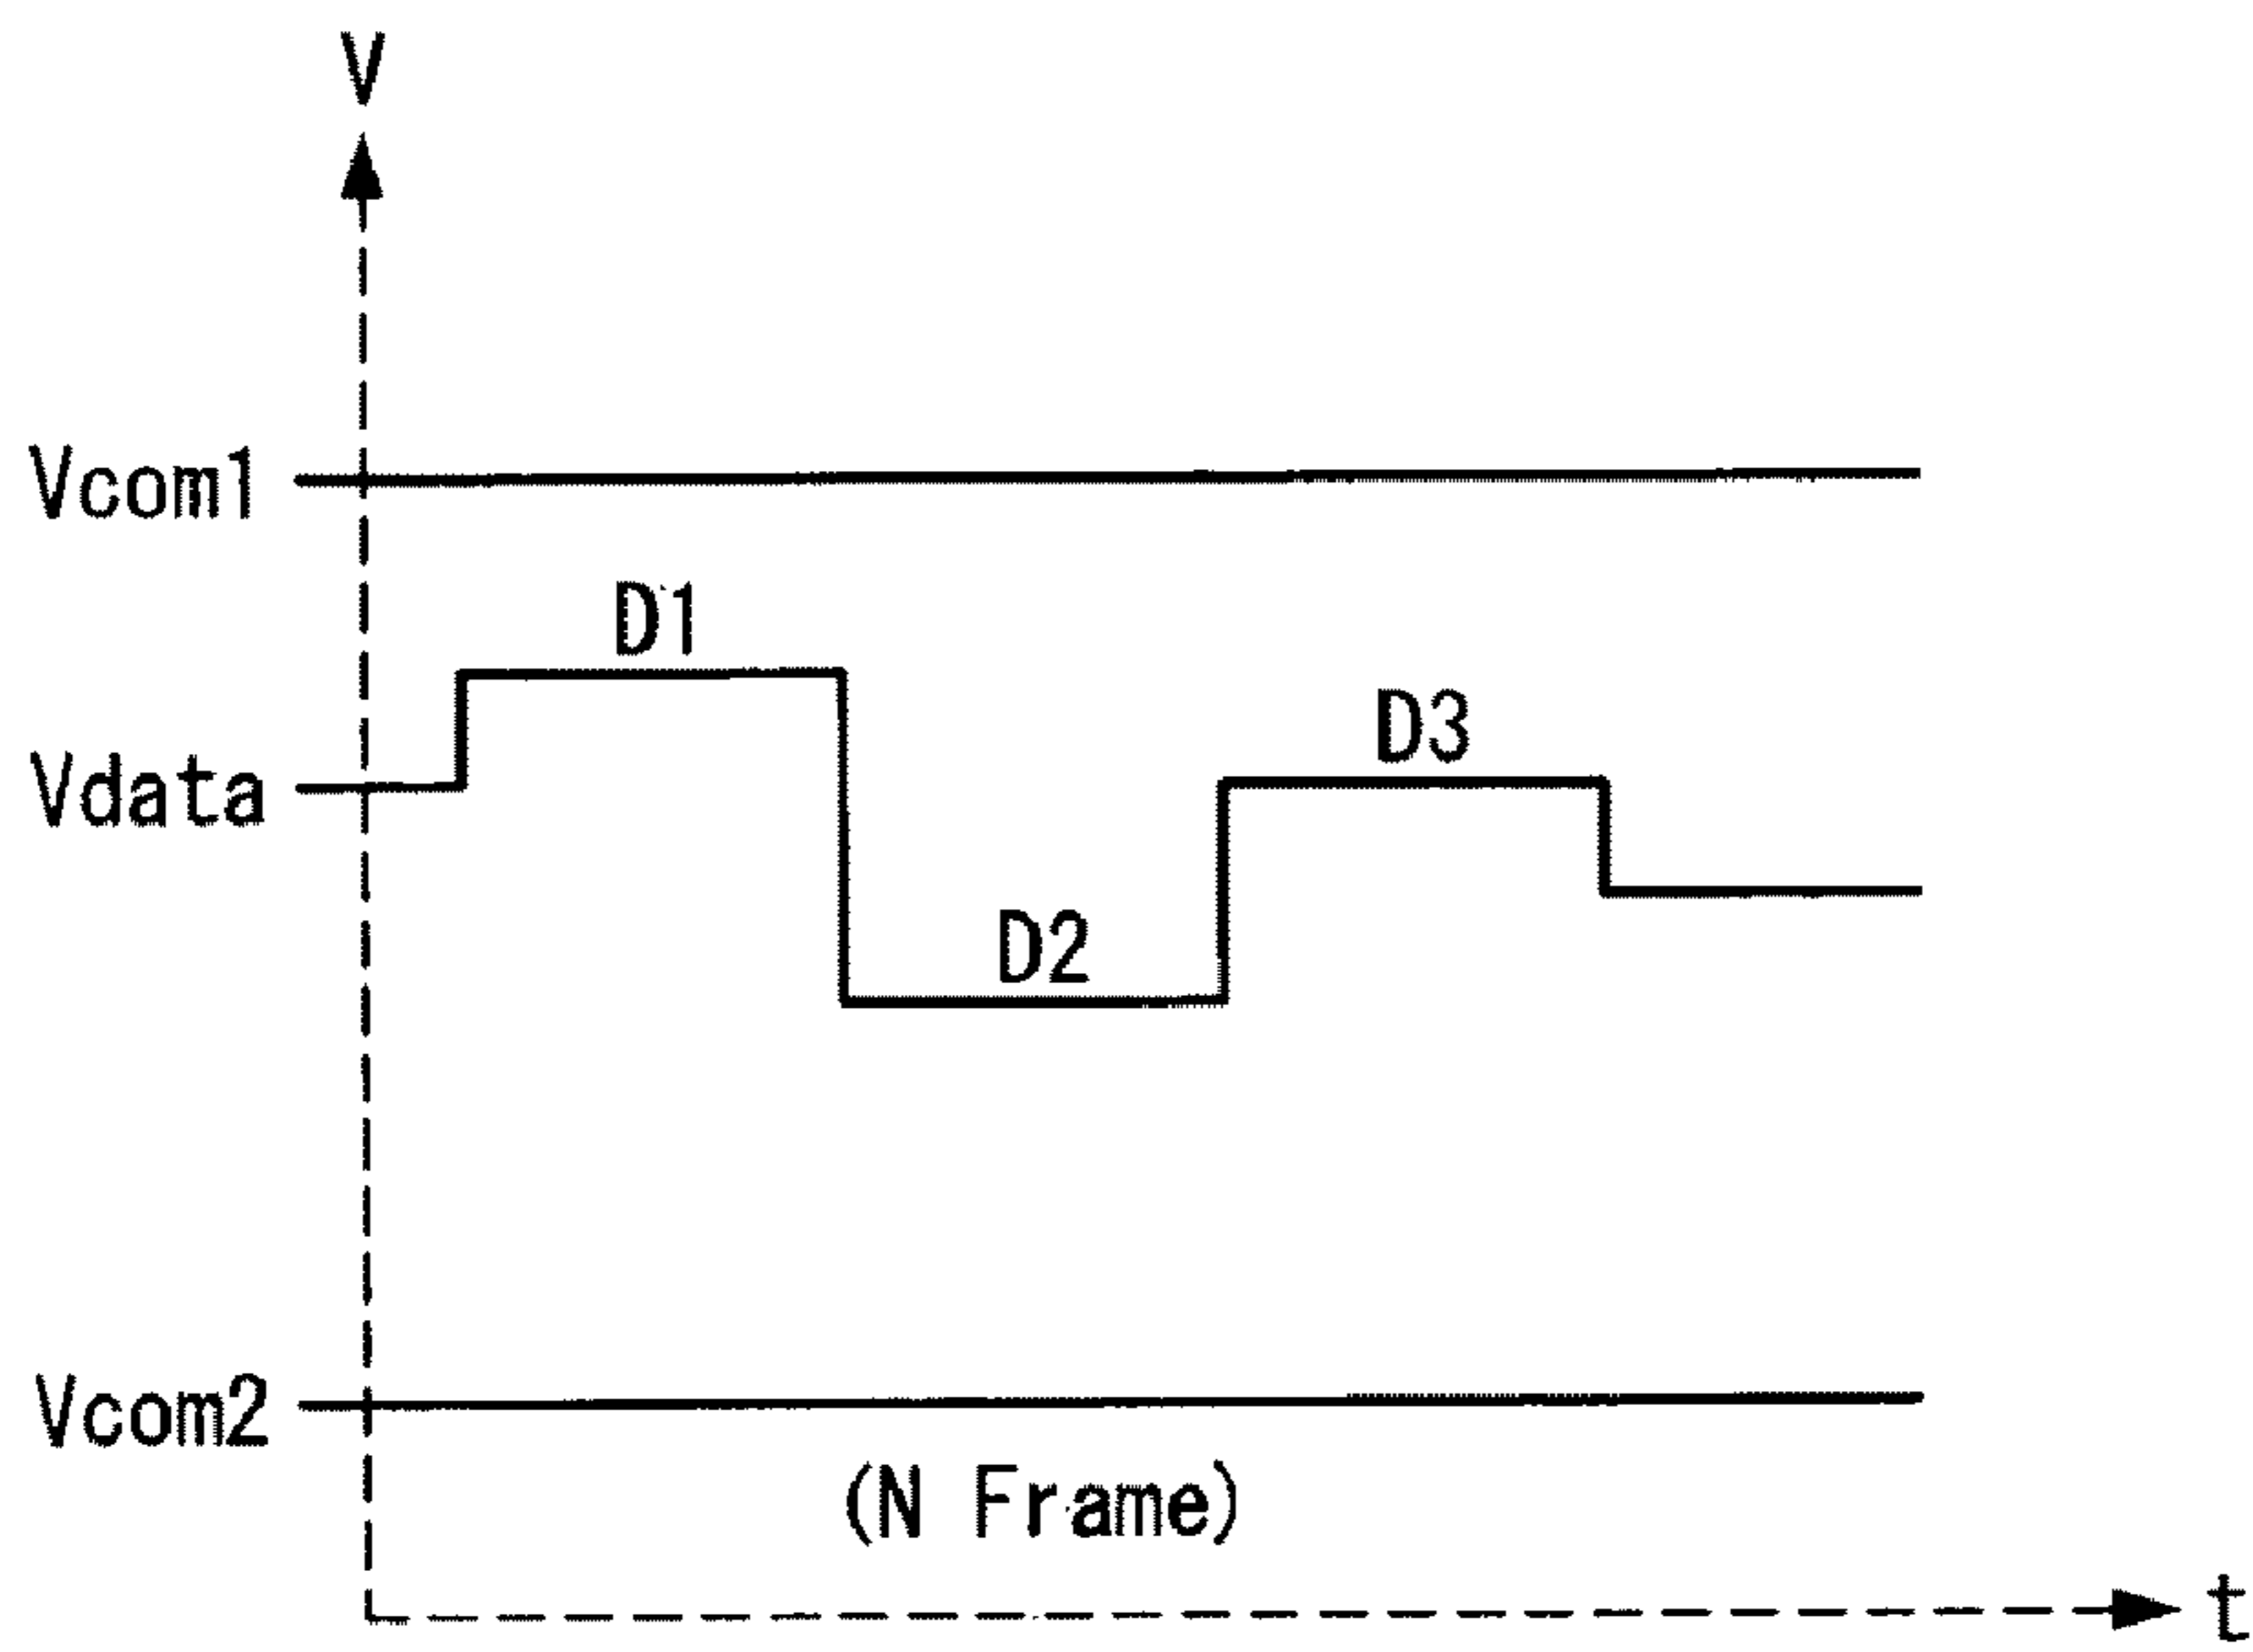 V
Vcom1
D1
D3
Vdata
D2
Vcom2
(N Frame)
t